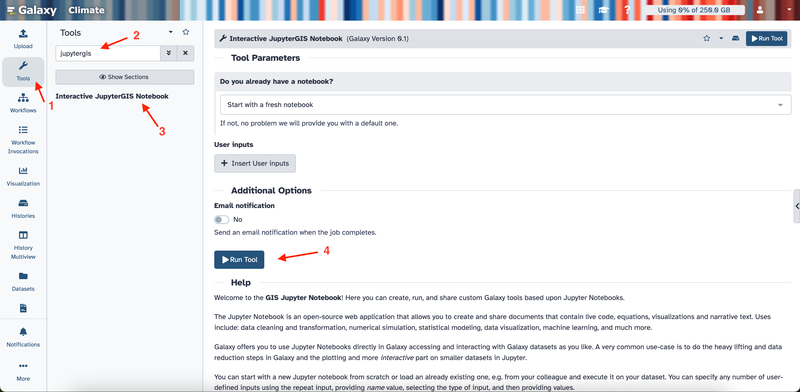 Galaxy Climate
Using 0% of 250.0 GB
Upload
Tools
Workflows
Workflow
Invocations
Visualization
Histories
History
Multiview
Datasets
Notifications
More
1
Tools
2
jupytergis
Show Sections
Interactive JupyterGIS Notebook
3
Interactive JupyterGIS Notebook (Galaxy Version 0.1)
Run Tool
Tool Parameters
Do you already have a notebook?
Start with a fresh notebook
If not, no problem we will provide you with a default one.
User inputs
Insert User inputs
Additional Options
Email notification
No
Send an email notification when the job completes.
Run Tool
4
Help
Welcome to the GIS Jupyter Notebook! Here you can create, run, and share custom Galaxy tools based upon Jupyter Notebooks.
The Jupyter Notebook is an open-source web application that allows you to create and share documents that contain live code, equations, visualizations and narrative text. Uses
include: data cleaning and transformation, numerical simulation, statistical modeling, data visualization, machine learning, and much more.
Galaxy offers you to use Jupyter Notebooks directly in Galaxy accessing and interacting with Galaxy datasets as you like. A very common use-case is to do the heavy lifting and data
reduction steps in Galaxy and the plotting and more interactive part on smaller datasets in Jupyter.
You can start with a new Jupyter notebook from scratch or load an already existing one, e.g. from your colleague and execute it on your dataset. You can specify any number of user-
defined inputs using the repeat input, providing name value, selecting the type of input, and then providing values.